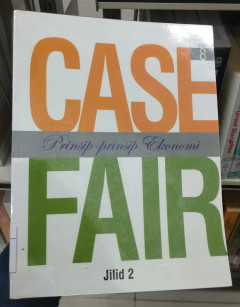 8
CASE
Prinsip-prinsip Ekonomi
FAIR
Jilid 2